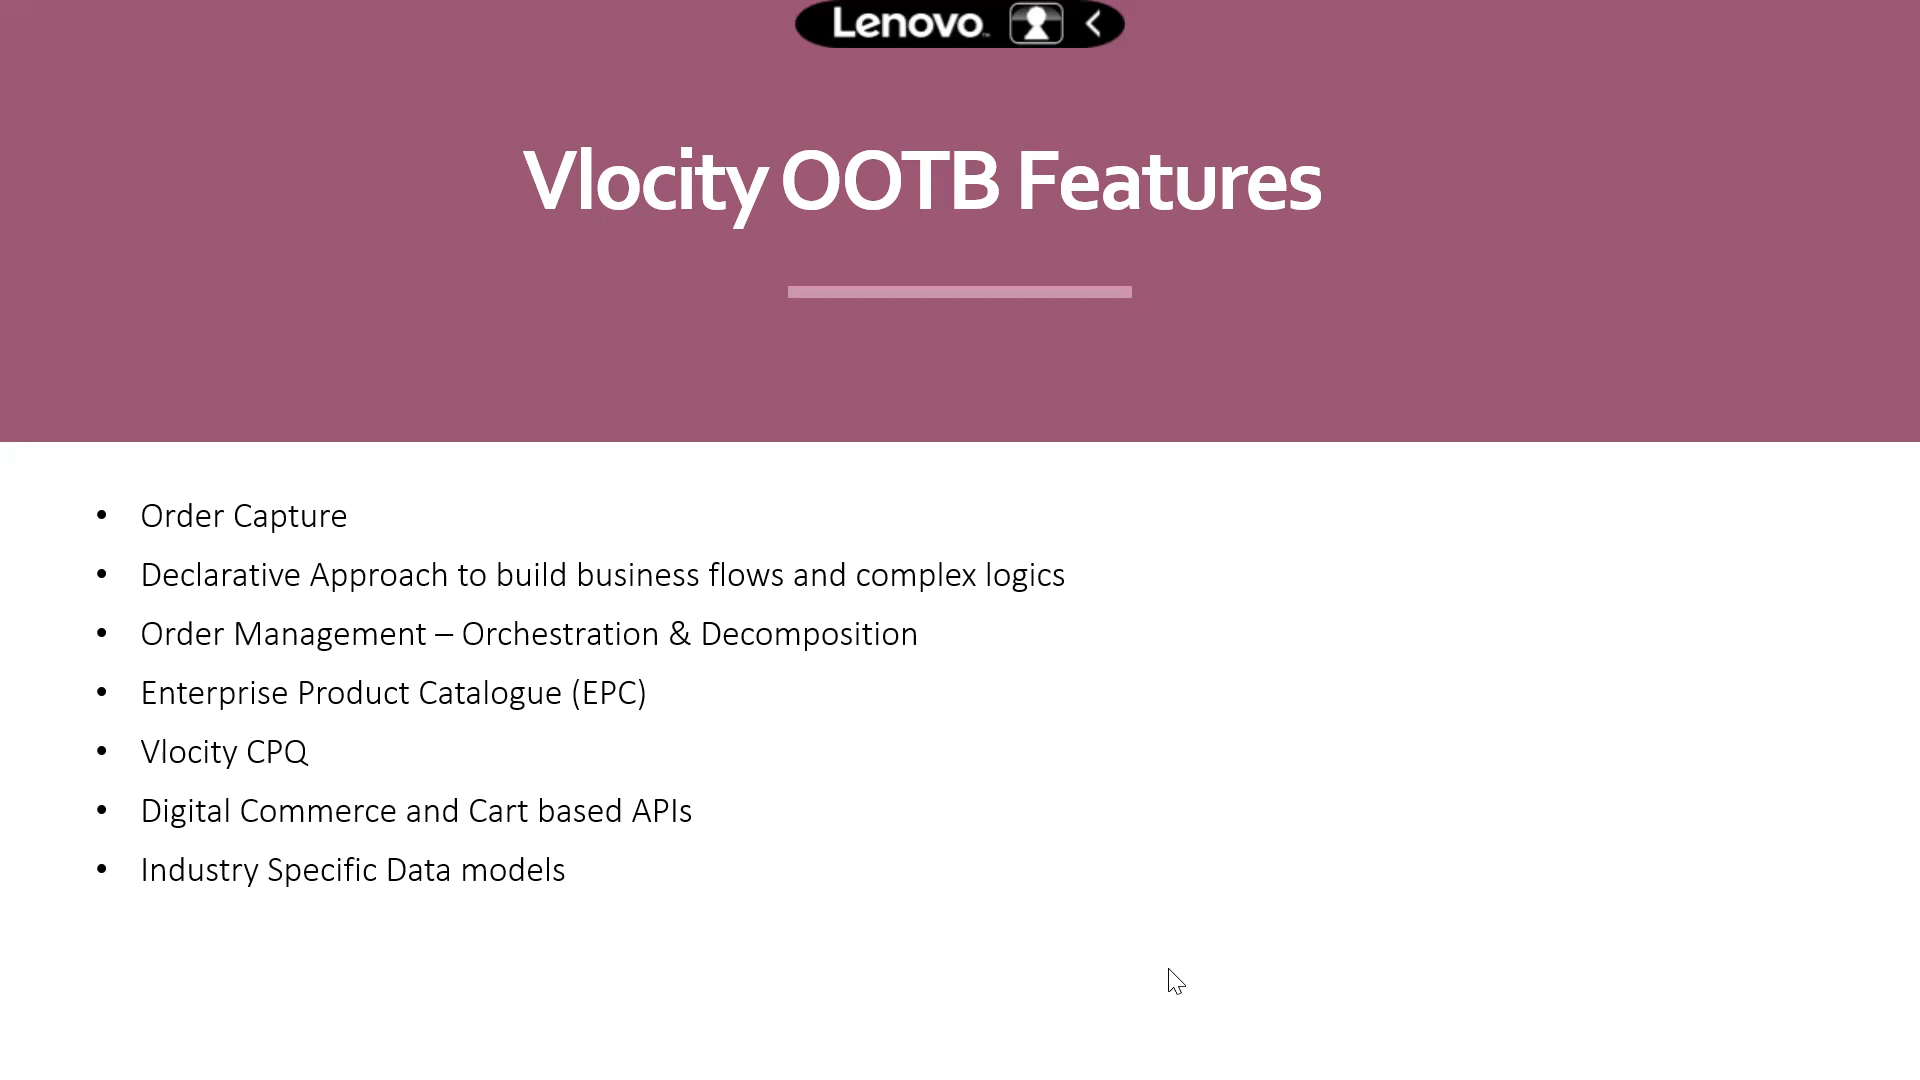 Lenovo™
Vlocity OOTB Features
• Order Capture
• Declarative Approach to build business flows and complex logics
• Order Management – Orchestration & Decomposition
• Enterprise Product Catalogue (EPC)
• Vlocity CPQ
• Digital Commerce and Cart based APIs
• Industry Specific Data models